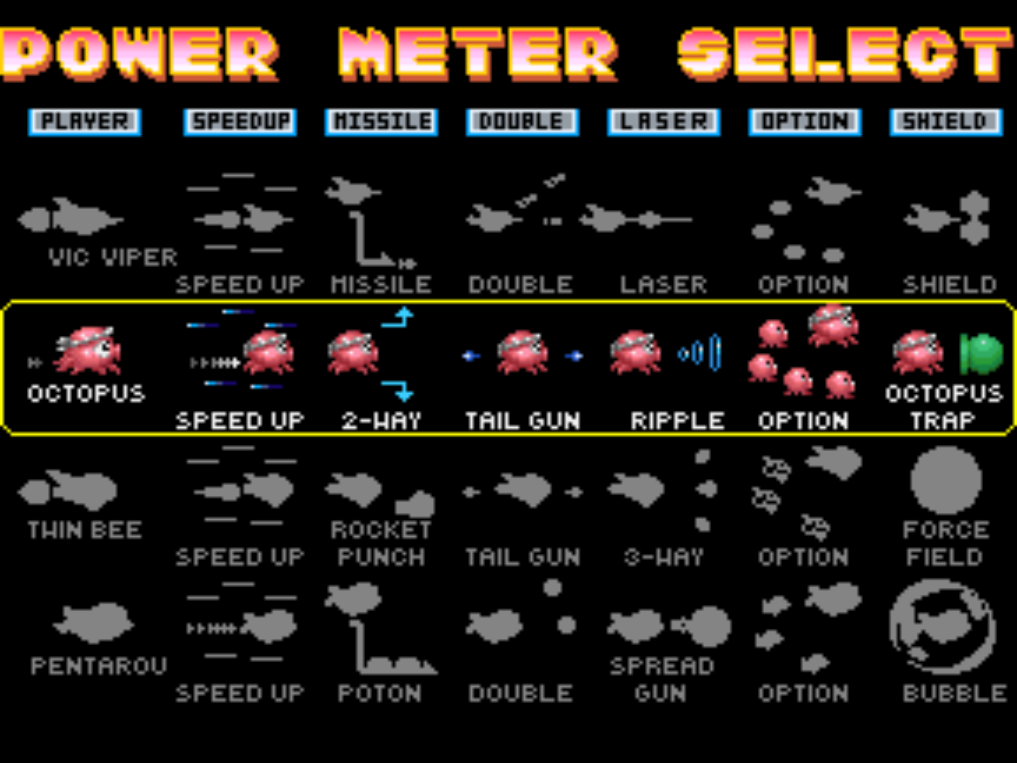 POWER METER SELECT
PLAYER SPEEDUP MISSILE DOUBLE LASER OPTION SHIELD
VIC VIPER
SPEED UP MISSILE DOUBLE LASER OPTION SHIELD
OCTOPUS OCTOPUS
SPEED UP 2-WAY TAIL GUN RIPPLE OPTION TRAP
TWIN BEE ROCKET FORCE
SPEED UP PUNCH TAIL GUN 3-WAY OPTION FIELD
PENTAROU SPREAD
SPEED UP POTON DOUBLE GUN OPTION BUBBLE